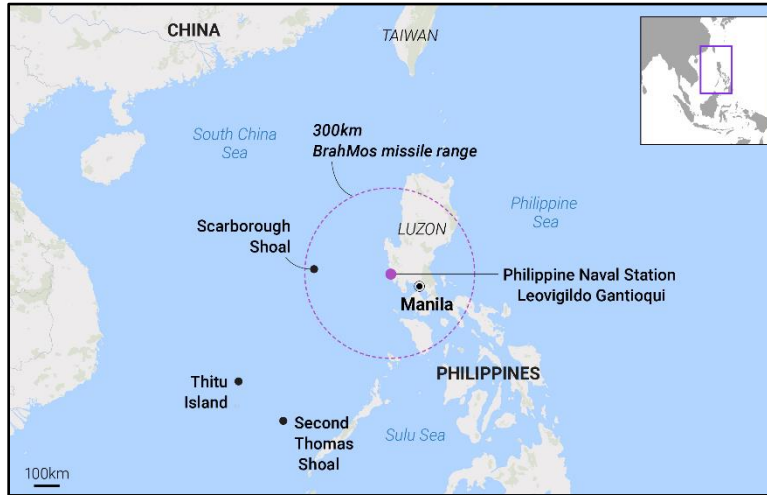 CHINA
TAIWAN
South China
Sea
300km
BrahMos missile range
Scarborough
Shoal
LUZON
Philippine
Sea
Philippine Naval Station
Leovigildo Gantioqui
Manila
PHILIPPINES
Thitu
Island
Second
Thomas
Shoal
Sulu Sea
100km